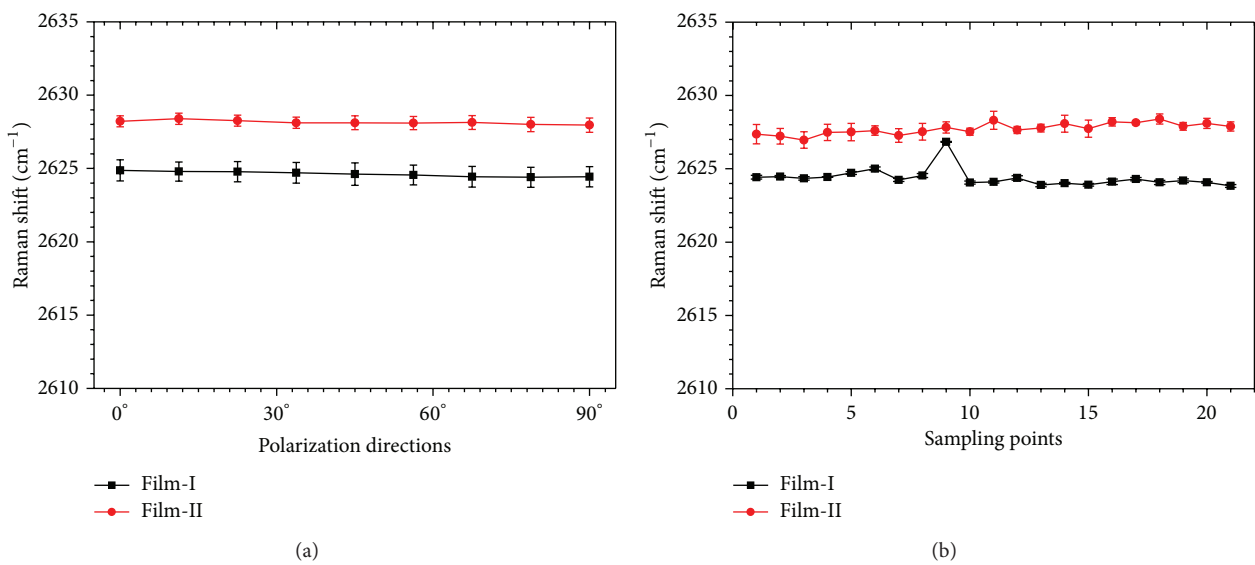 2635
2630
2625
2620
2615
2610
Raman shift (cm−1)
0° 30° 60° 90°
Polarization directions
Film-I
Film-II
(a)
2635
2630
2625
2620
2615
2610
Raman shift (cm−1)
0 5 10 15 20
Sampling points
Film-I
Film-II
(b)